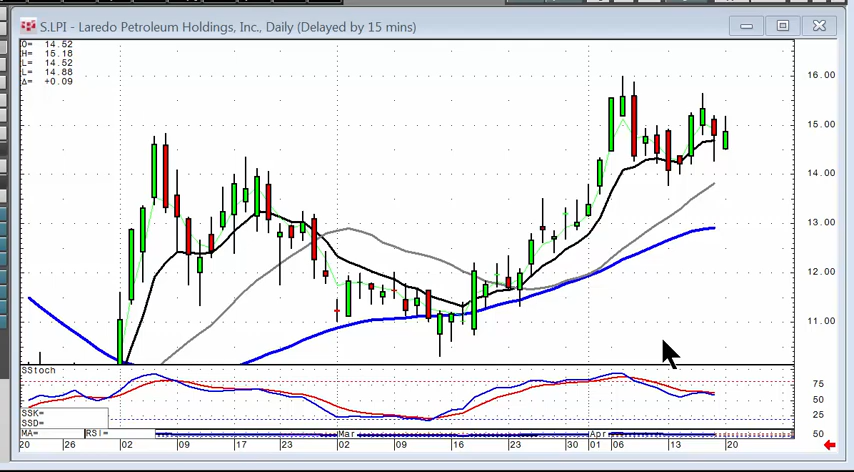 S.LPI - Laredo Petroleum Holdings, Inc., Daily (Delayed by 15 mins)
O= 14.52
H= 15.18
L= 14.52
L= 14.88
Δ= +0.09
16.00
15.00
14.00
13.00
12.00
11.00
SStoch
75
50
25
SSK=
SSD=
MA= RSI= 50
20 26 02 09 17 23 Mar 02 09 16 23 30 Apr 01 06 13 20